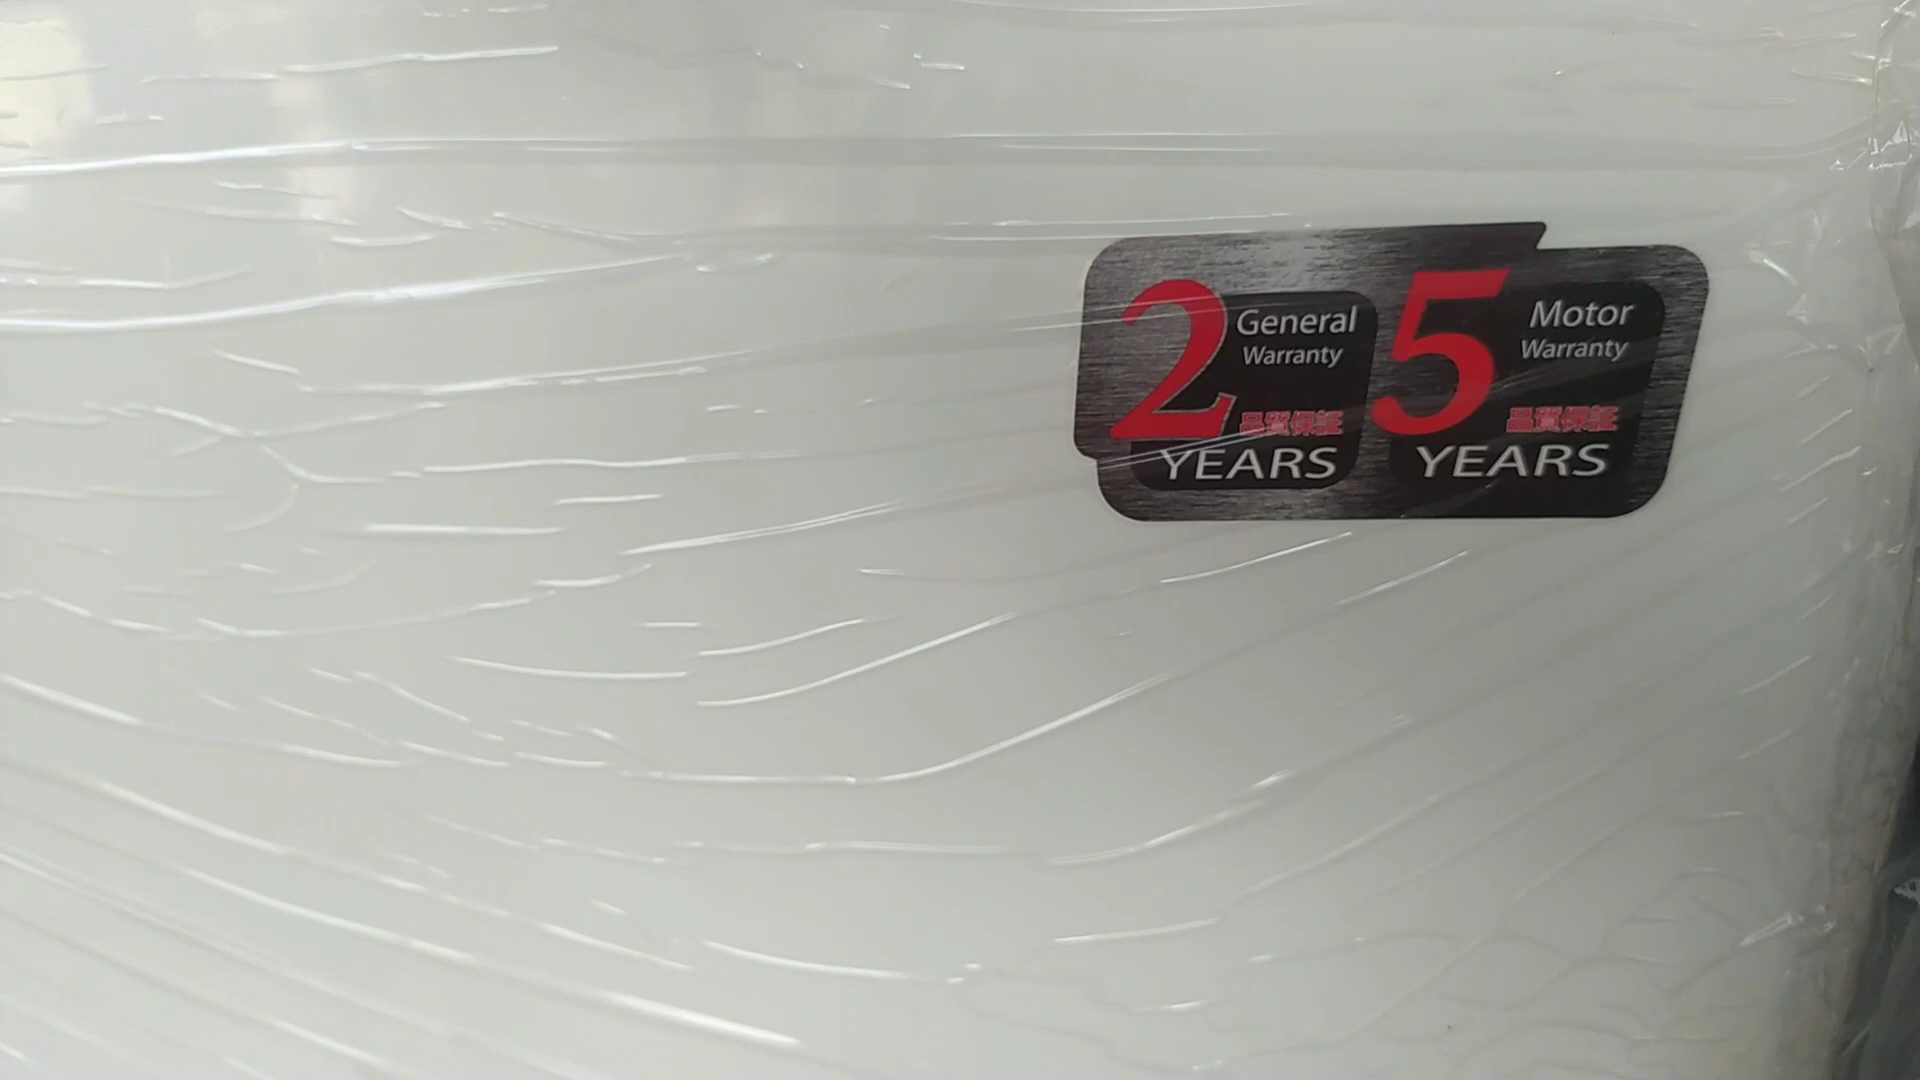 2 General
Warranty
品質保証
YEARS
5 Motor
Warranty
品質保証
YEARS